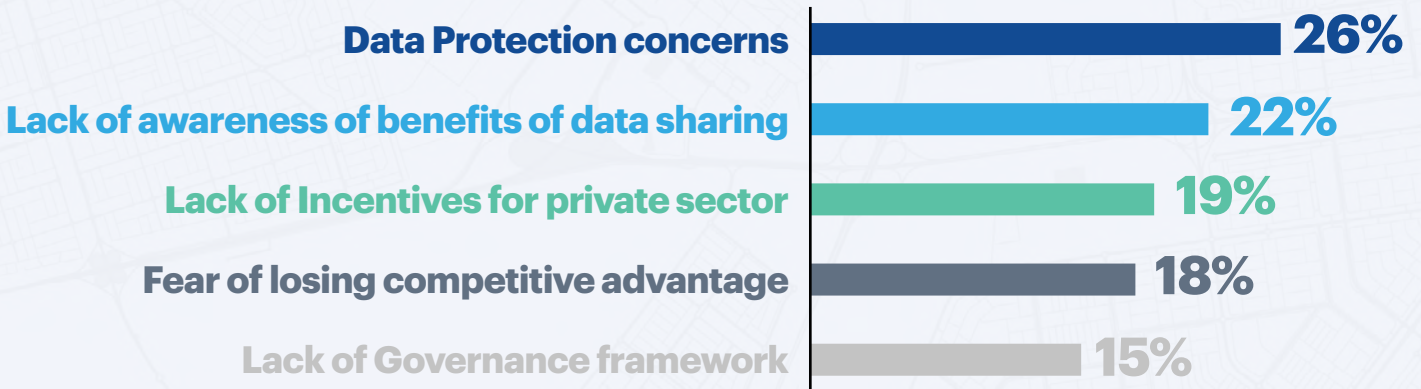 Data Protection concerns 26%
Lack of awareness of benefits of data sharing 22%
Lack of Incentives for private sector 19%
Fear of losing competitive advantage 18%
Lack of Governance framework 15%